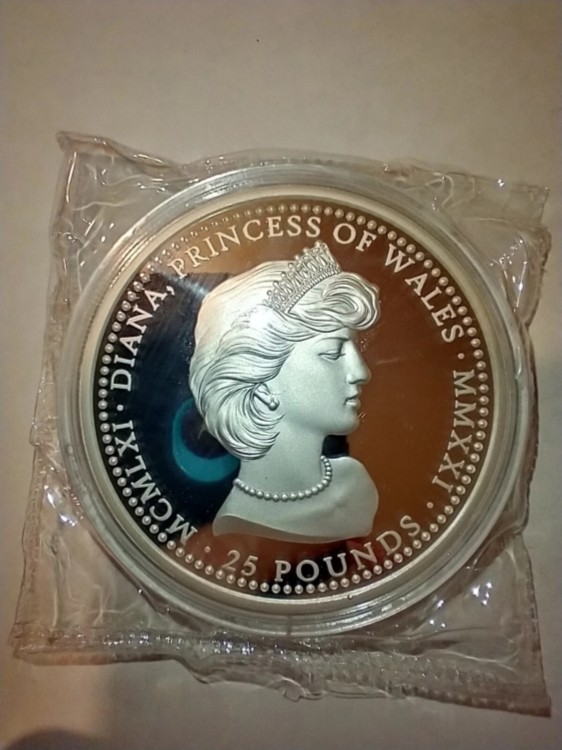 MCMLXI · DIANA, PRINCESS OF WALES · MMXXI ·
· 25 POUNDS ·